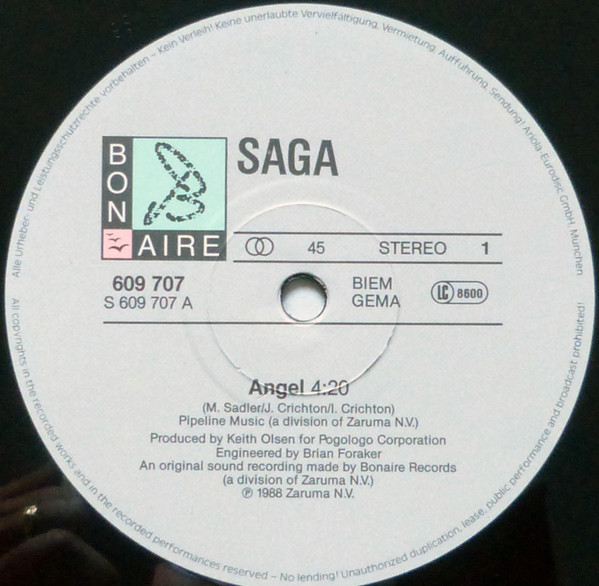 Alle Urheber- und Leistungsschutzrechte vorbehalten – Kein Verleih! Keine unerlaubte Vervielfältigung, Vermietung, Aufführung, Sendung! Ariola-Eurodisc GmbH, München
BON
AIRE
SAGA
45 STEREO 1
609 707
S 609 707 A
BIEM
GEMA
LC 8600
Angel 4:20
(M. Sadler/J. Crichton/I. Crichton)
Pipeline Music (a division of Zaruma N.V.)
Produced by Keith Olsen for Pogologo Corporation
Engineered by Brian Foraker
An original sound recording made by Bonaire Records
(a division of Zaruma N.V.)
℗ 1988 Zaruma N.V.
All copyrights in the recorded works and in the recorded performances reserved – No lending! Unauthorized duplication, lease, public performance and broadcast prohibited!